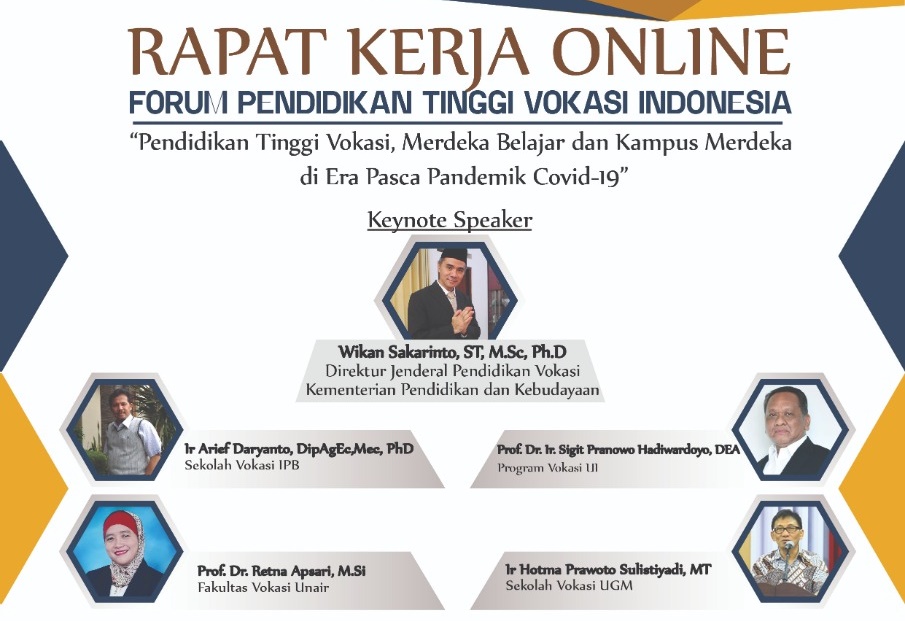 RAPAT KERJA ONLINE
FORUM PENDIDIKAN TINGGI VOKASI INDONESIA
“Pendidikan Tinggi Vokasi, Merdeka Belajar dan Kampus Merdeka
di Era Pasca Pandemik Covid-19”
Keynote Speaker
Wikan Sakarinto, ST, M.Sc, Ph.D
Direktur Jenderal Pendidikan Vokasi
Kementerian Pendidikan dan Kebudayaan
Ir Arief Daryanto, DipAgEc,Mec, PhD
Sekolah Vokasi IPB
Prof. Dr. Ir. Sigit Pranowo Hadiwardoyo, DEA
Program Vokasi UI
Prof. Dr. Retna Apsari, M.Si
Fakultas Vokasi Unair
Ir Hotma Prawoto Sulistiyadi, MT
Sekolah Vokasi UGM